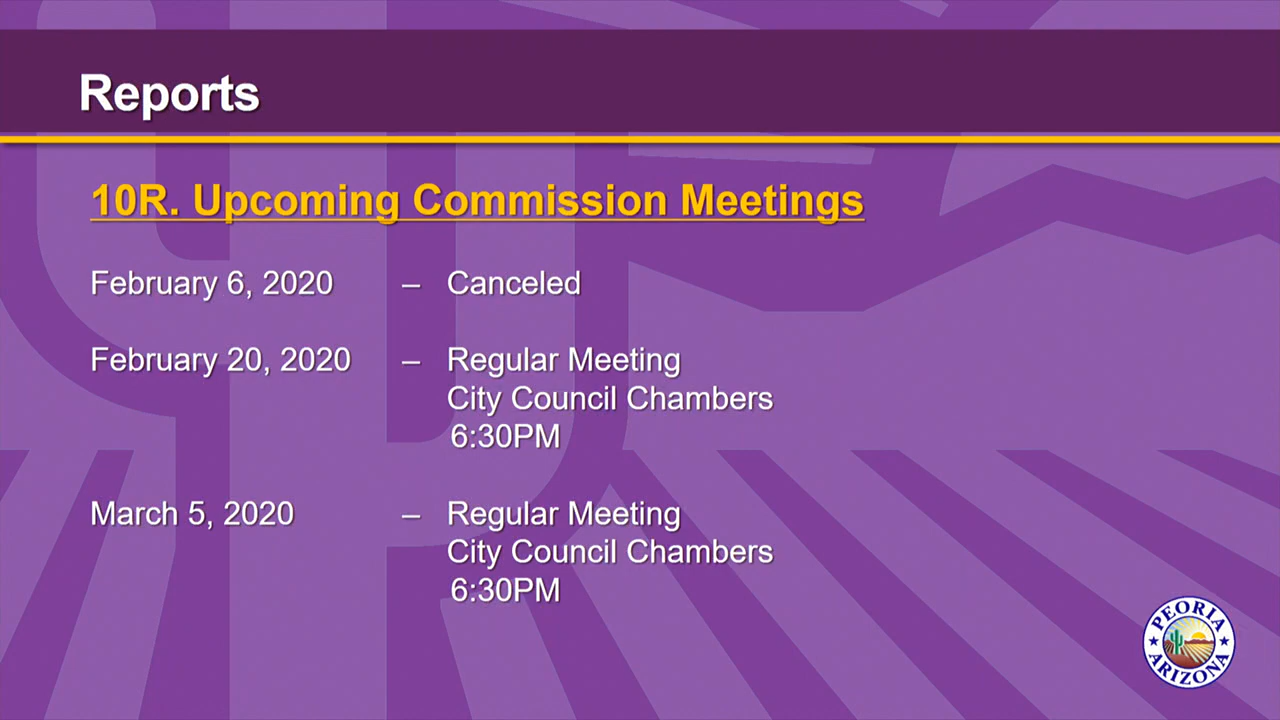 Reports
10R. Upcoming Commission Meetings
February 6, 2020 – Canceled
February 20, 2020 – Regular Meeting
City Council Chambers
6:30PM
March 5, 2020 – Regular Meeting
City Council Chambers
6:30PM
PEORIA
ARIZONA